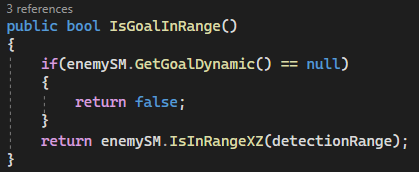 3 references
public bool IsGoalInRange()
{
    if(enemySM.GetGoalDynamic() == null)
    {
        return false;
    }
    return enemySM.IsInRangeXZ(detectionRange);
}